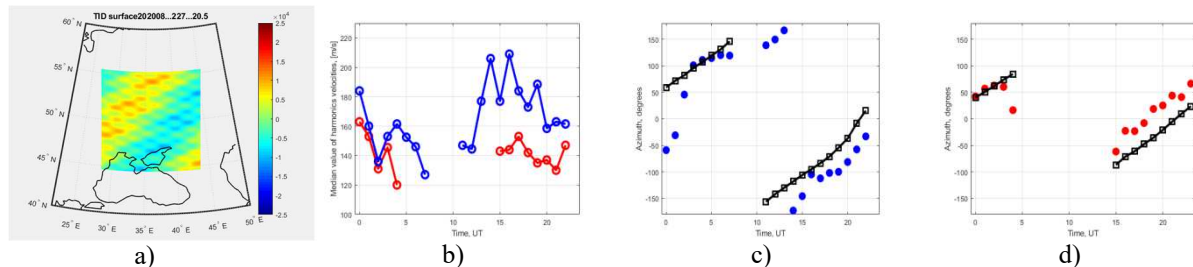 TID surface202008...227...20.5
60° N
55° N
50° N
45° N
40° N
25° E
30° E
35° E
40° E
45° E
50° E
×10⁴
2.5
2
1.5
1
0.5
0
-0.5
-1
-1.5
-2
-2.5
a)
Median value of harmonics velocities, [m/s]
220
200
180
160
140
120
100
0
5
10
15
20
Time, UT
b)
Azimuth, degrees
150
100
50
0
-50
-100
-150
0
5
10
15
20
Time, UT
c)
Azimuth, degrees
150
100
50
0
-50
-100
-150
0
5
10
15
20
Time, UT
d)